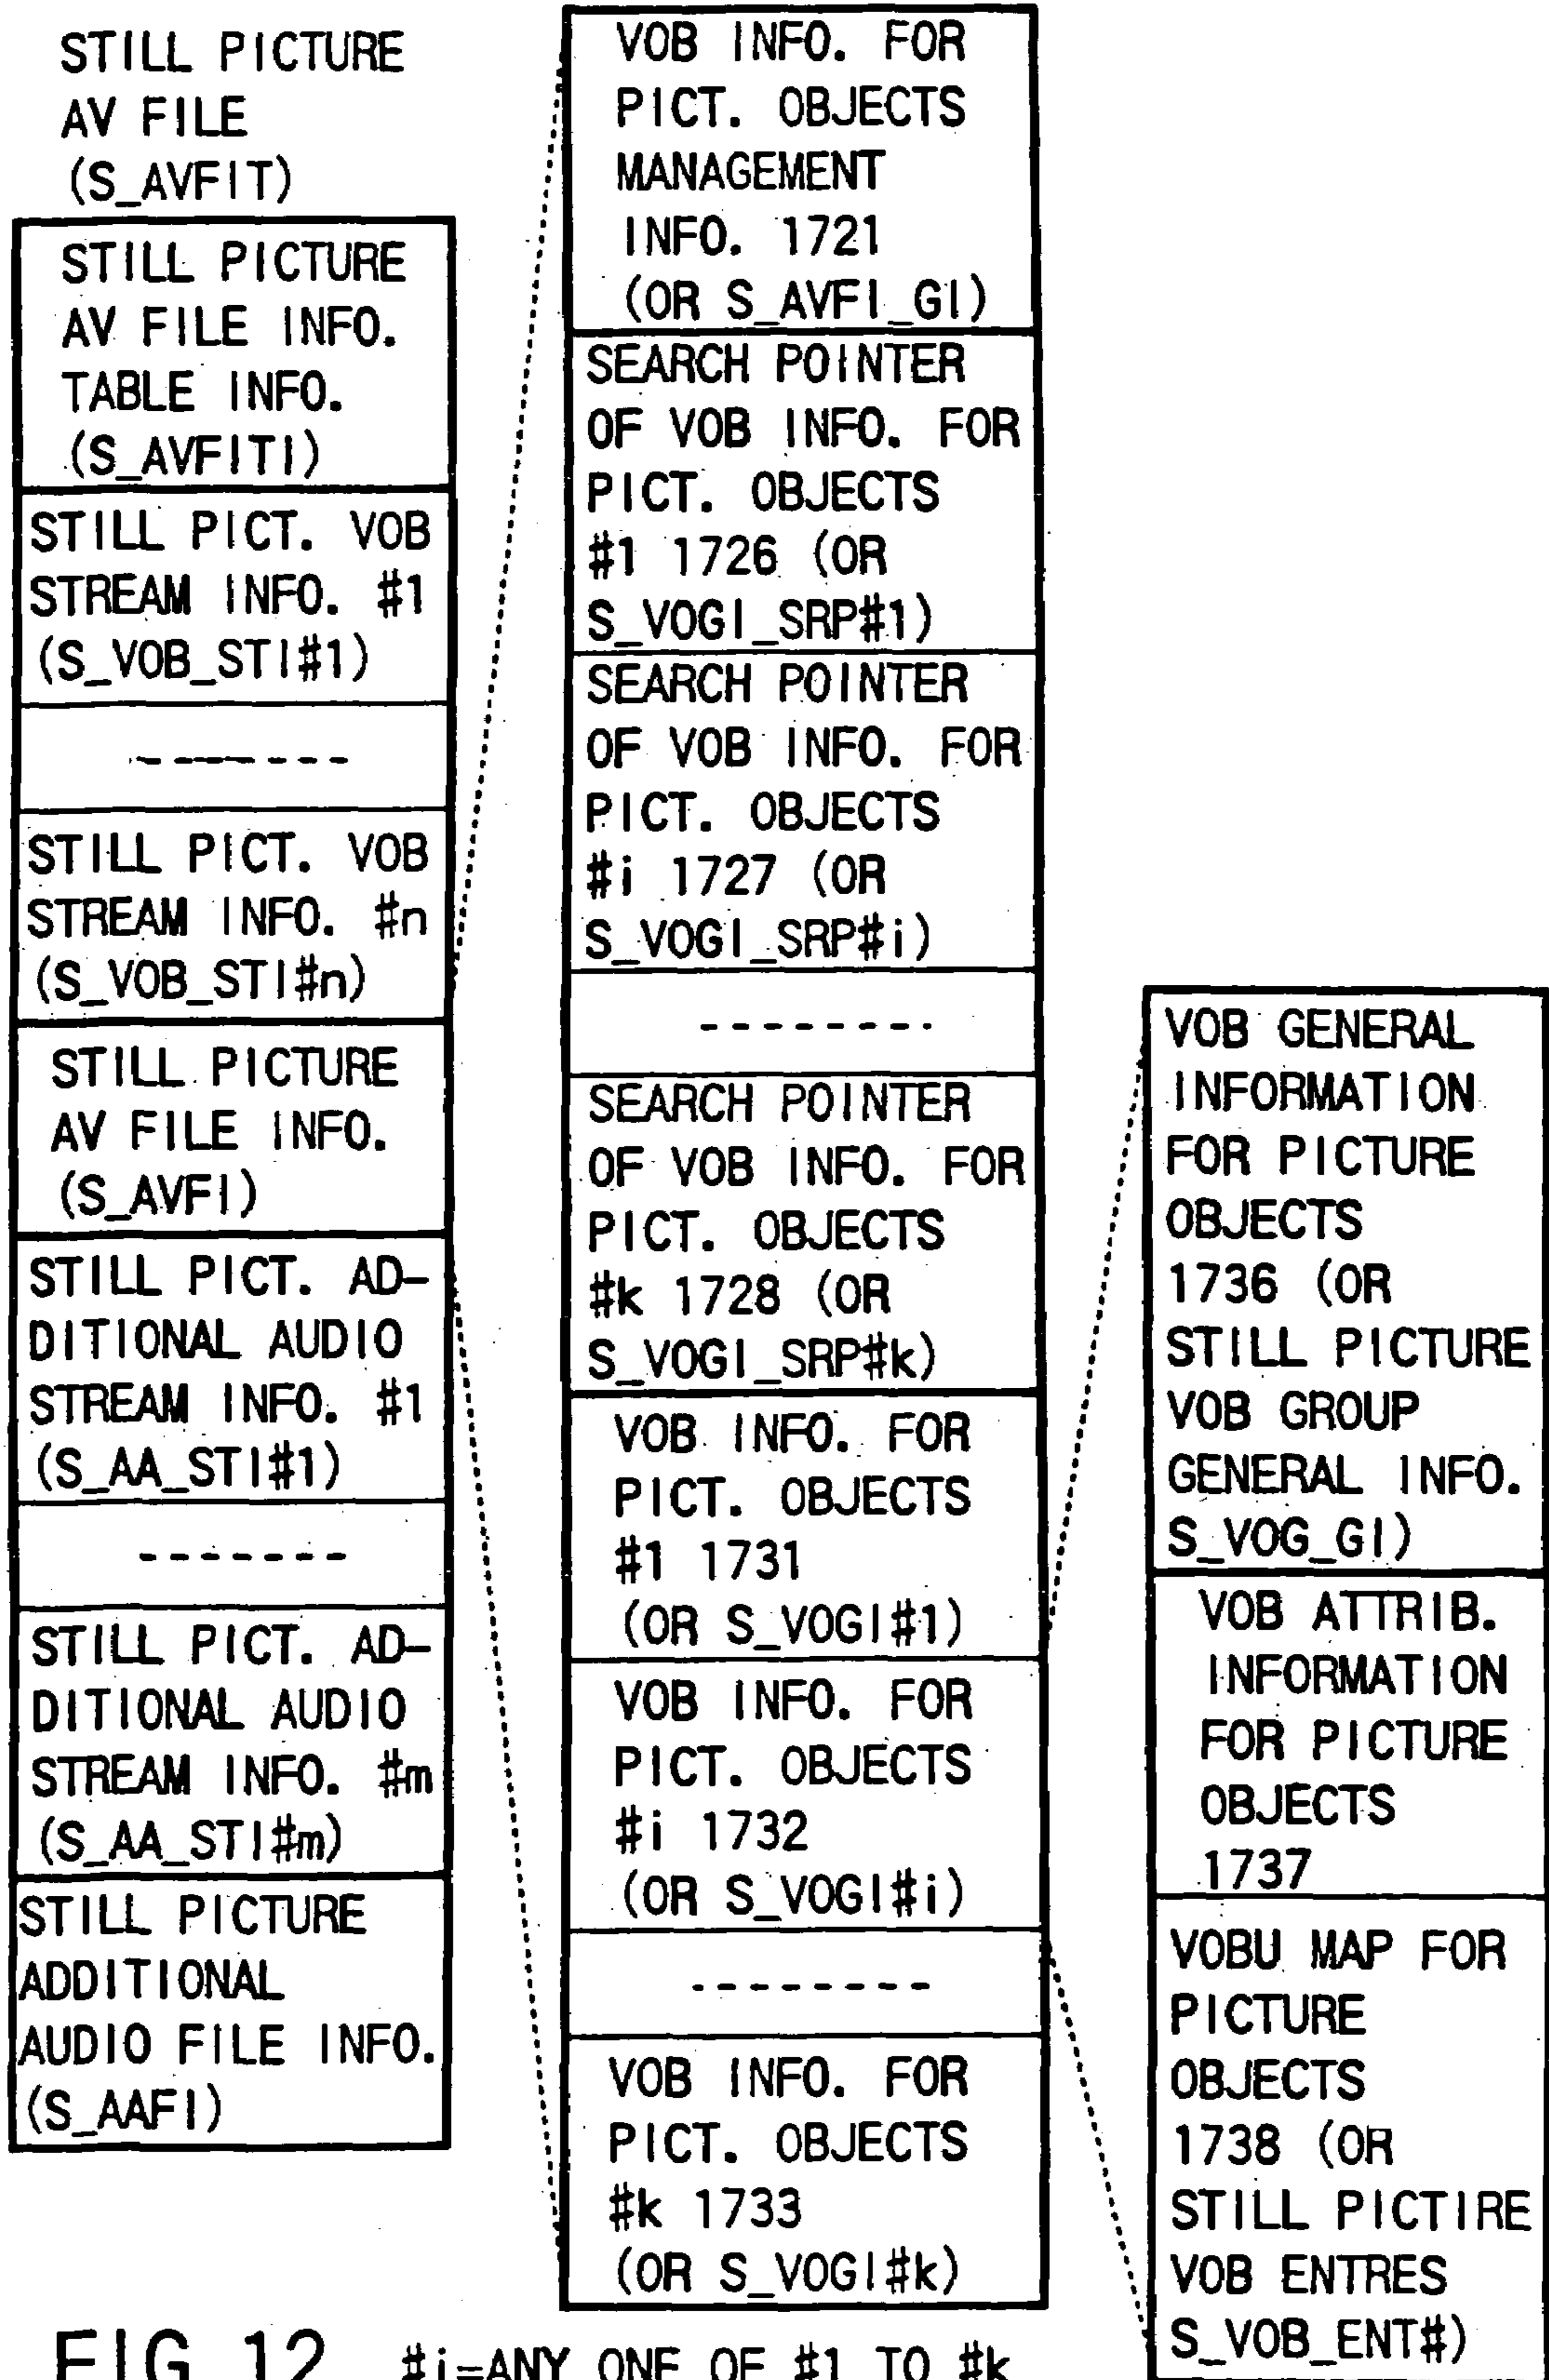 STILL PICTURE
AV FILE
(S_AVFIT)
STILL PICTURE
AV FILE INFO.
TABLE INFO.
(S_AVFITI)
STILL PICT. VOB
STREAM INFO. #1
(S_VOB_STI#1)
-------
STILL PICT. VOB
STREAM INFO. #n
(S_VOB_STI#n)
STILL PICTURE
AV FILE INFO.
(S_AVFI)
STILL PICT. AD-
DITIONAL AUDIO
STREAM INFO. #1
(S_AA_STI#1)
-------
STILL PICT. AD-
DITIONAL AUDIO
STREAM INFO. #m
(S_AA_STI#m)
STILL PICTURE
ADDITIONAL
AUDIO FILE INFO.
(S_AAFI)
VOB INFO. FOR
PICT. OBJECTS
MANAGEMENT
INFO. 1721
(OR S_AVFI_GI)
SEARCH POINTER
OF VOB INFO. FOR
PICT. OBJECTS
#1 1726 (OR
S_VOGI_SRP#1)
SEARCH POINTER
OF VOB INFO. FOR
PICT. OBJECTS
#i 1727 (OR
S_VOGI_SRP#i)
--------
SEARCH POINTER
OF VOB INFO. FOR
PICT. OBJECTS
#k 1728 (OR
S_VOGI_SRP#k)
VOB INFO. FOR
PICT. OBJECTS
#1 1731
(OR S_VOGI#1)
VOB INFO. FOR
PICT. OBJECTS
#i 1732
(OR S_VOGI#i)
---------
VOB INFO. FOR
PICT. OBJECTS
#k 1733
(OR S_VOGI#k)
VOB GENERAL
INFORMATION
FOR PICTURE
OBJECTS
1736 (OR
STILL PICTURE
VOB GROUP
GENERAL INFO.
S_VOG_GI)
VOB ATTRIB.
INFORMATION
FOR PICTURE
OBJECTS
1737
VOBU MAP FOR
PICTURE
OBJECTS
1738 (OR
STILL PICTIRE
VOB ENTRES
S_VOB_ENT#)
FIG. 12 #i=ANY ONE OF #1 TO #k